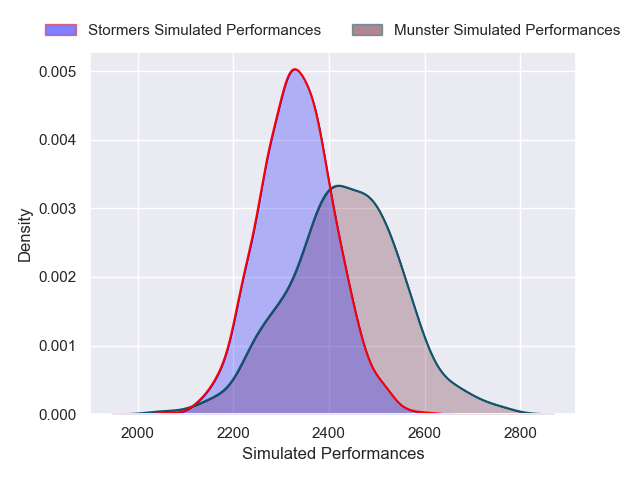 Stormers Simulated Performances Munster Simulated Performances
0.005
0.004
0.003
0.002
0.001
0.000
Density
2000 2200 2400 2600 2800
Simulated Performances